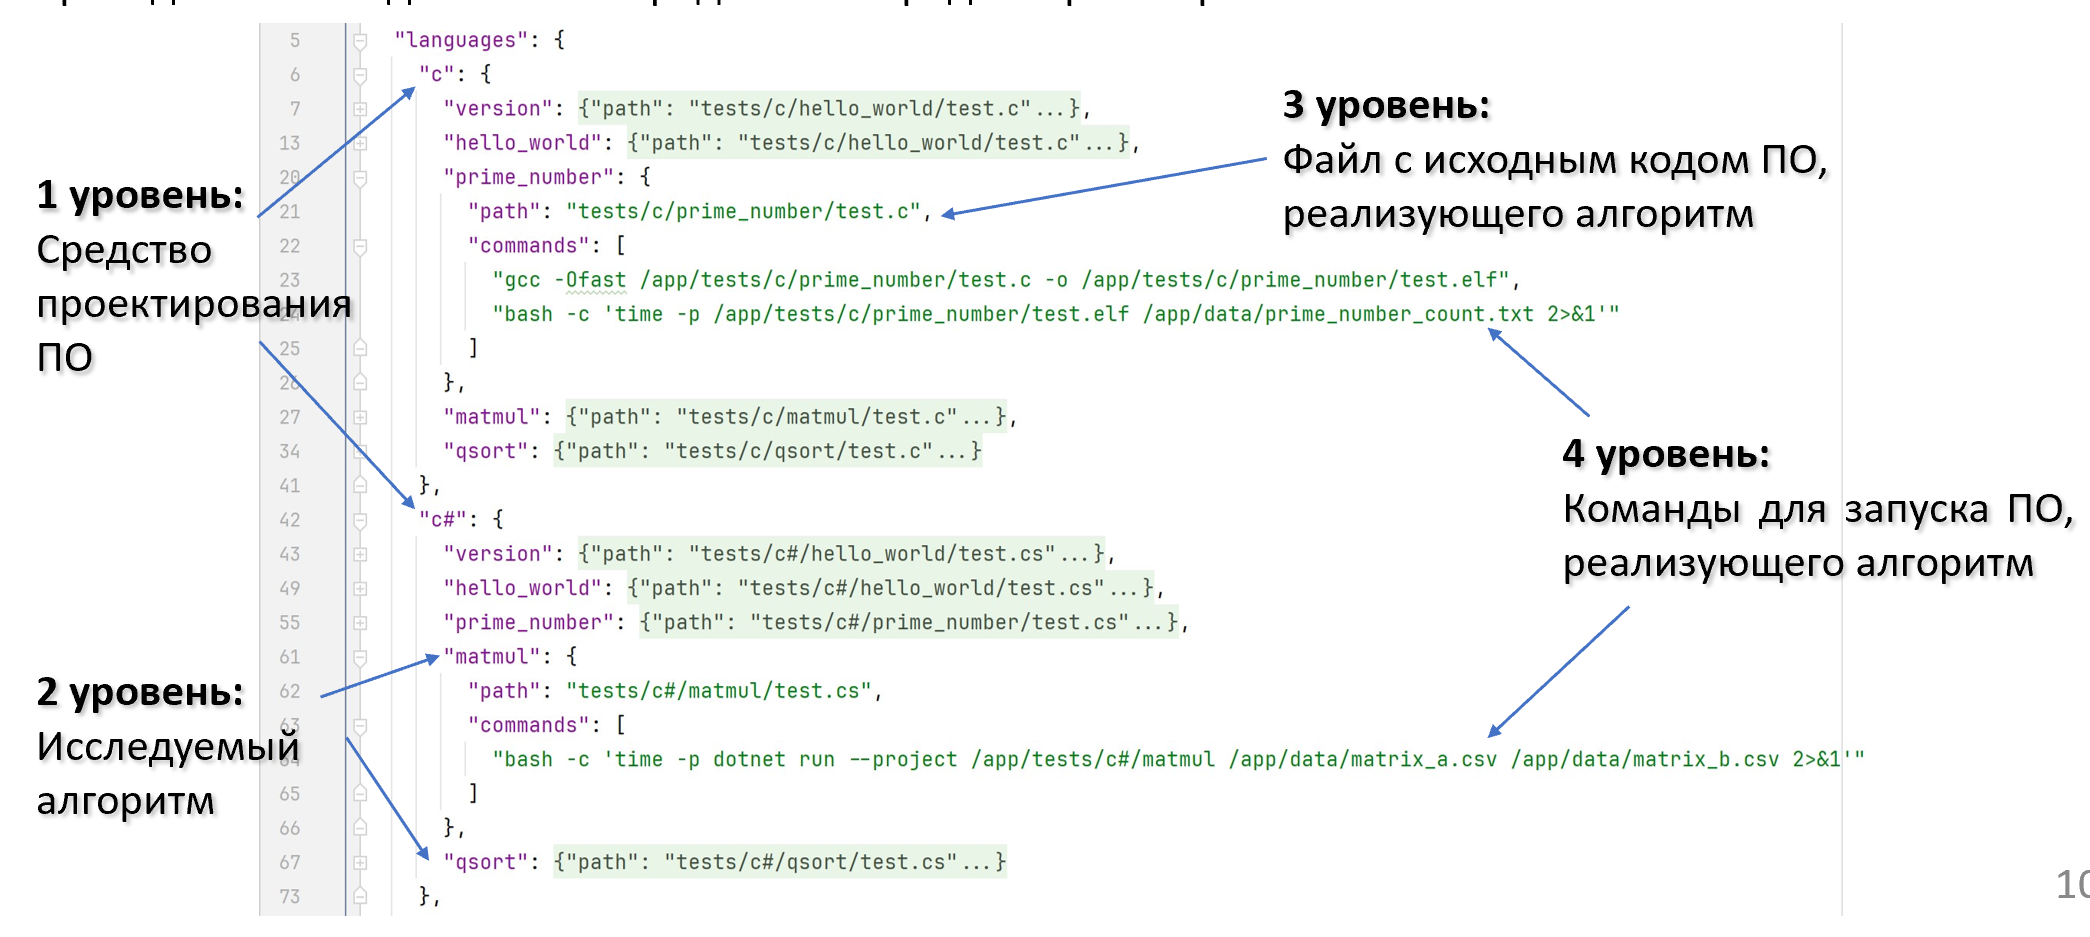 5 "languages": {
6 "c": {
7 "version": {"path": "tests/c/hello_world/test.c"...},
13 "hello_world": {"path": "tests/c/hello_world/test.c"...},
20 "prime_number": {
21 "path": "tests/c/prime_number/test.c",
22 "commands": [
23 "gcc -Ofast /app/tests/c/prime_number/test.c -o /app/tests/c/prime_number/test.elf",
24 "bash -c 'time -p /app/tests/c/prime_number/test.elf /app/data/prime_number_count.txt 2>&1'"
25 ]
26 },
27 "matmul": {"path": "tests/c/matmul/test.c"...},
34 "qsort": {"path": "tests/c/qsort/test.c"...}
41 },
42 "c#": {
43 "version": {"path": "tests/c#/hello_world/test.cs"...},
49 "hello_world": {"path": "tests/c#/hello_world/test.cs"...},
55 "prime_number": {"path": "tests/c#/prime_number/test.cs"...},
61 "matmul": {
62 "path": "tests/c#/matmul/test.cs",
63 "commands": [
64 "bash -c 'time -p dotnet run --project /app/tests/c#/matmul /app/data/matrix_a.csv /app/data/matrix_b.csv 2>&1'"
65 ]
66 },
67 "qsort": {"path": "tests/c#/qsort/test.cs"...}
73 },
1 уровень:
Средство
проектирования
ПО
2 уровень:
Исследуемый
алгоритм
3 уровень:
Файл с исходным кодом ПО,
реализующего алгоритм
4 уровень:
Команды для запуска ПО,
реализующего алгоритм
10